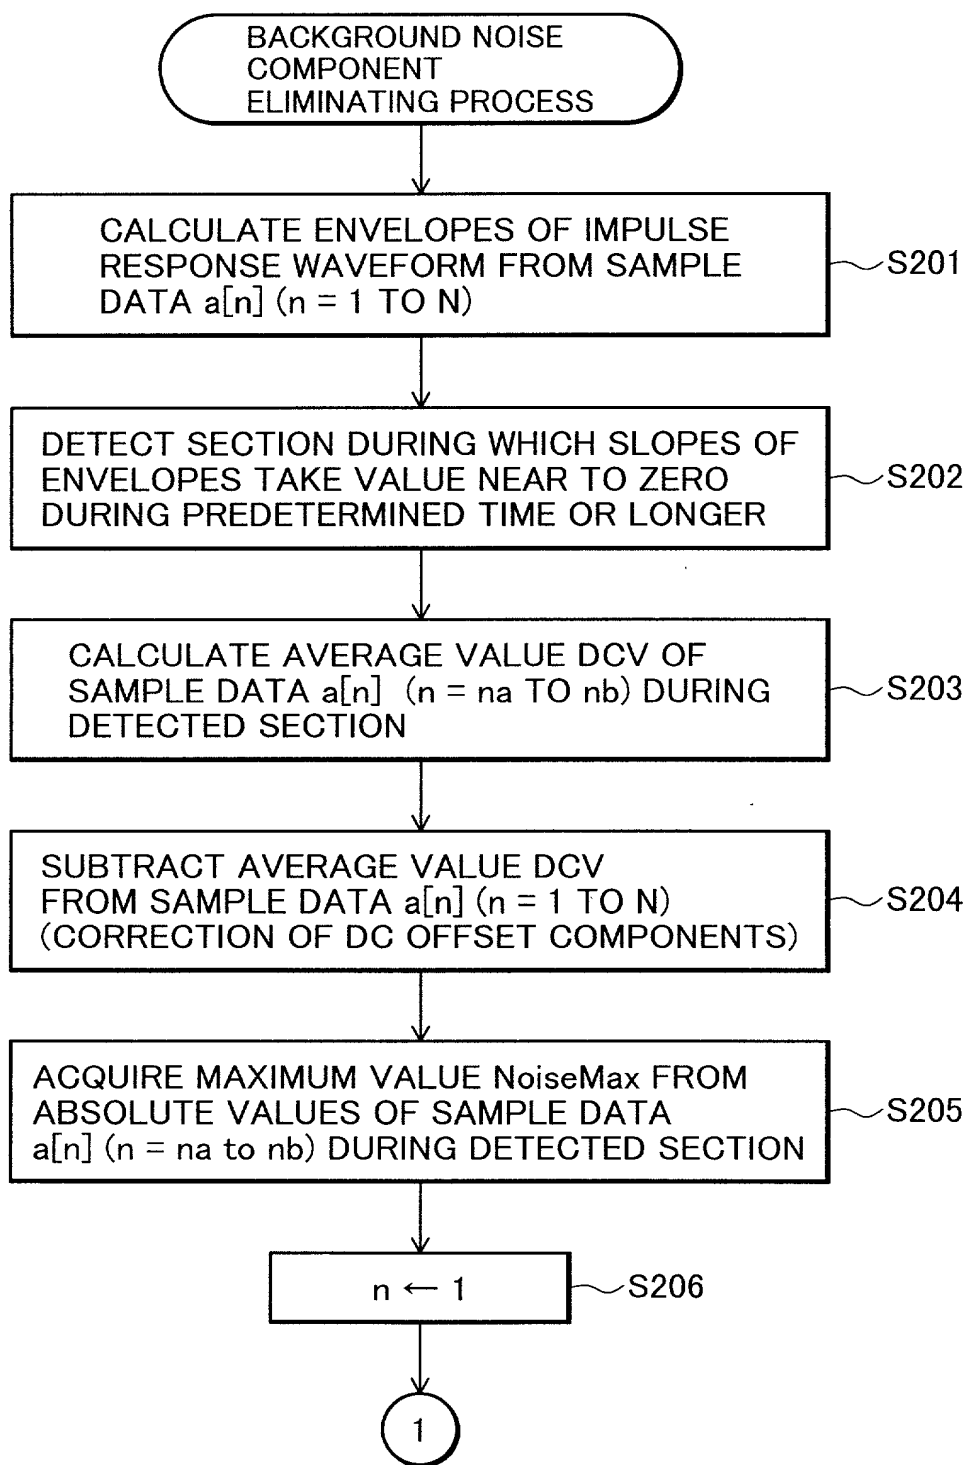 BACKGROUND NOISE
COMPONENT
ELIMINATING PROCESS
CALCULATE ENVELOPES OF IMPULSE
RESPONSE WAVEFORM FROM SAMPLE
DATA a[n] (n = 1 TO N)
S201
DETECT SECTION DURING WHICH SLOPES OF
ENVELOPES TAKE VALUE NEAR TO ZERO
DURING PREDETERMINED TIME OR LONGER
S202
CALCULATE AVERAGE VALUE DCV OF
SAMPLE DATA a[n] (n = na TO nb) DURING
DETECTED SECTION
S203
SUBTRACT AVERAGE VALUE DCV
FROM SAMPLE DATA a[n] (n = 1 TO N)
(CORRECTION OF DC OFFSET COMPONENTS)
S204
ACQUIRE MAXIMUM VALUE NoiseMax FROM
ABSOLUTE VALUES OF SAMPLE DATA
a[n] (n = na to nb) DURING DETECTED SECTION
S205
n ← 1
S206
1